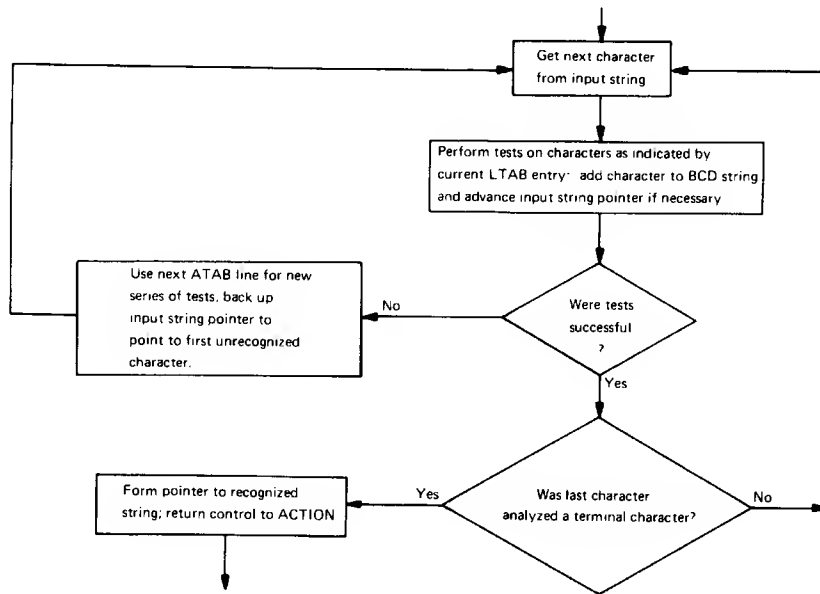 Get next character
from input string
Perform tests on characters as indicated by
current LTAB entry· add character to BCD string
and advance input string pointer if necessary
Use next ATAB line for new
series of tests, back up
input string pointer to
point to first unrecognized
character.
No
Were tests
successful
?
Yes
Form pointer to recognized
string; return control to ACTION
Yes
Was last character
analyzed a terminal character?
No